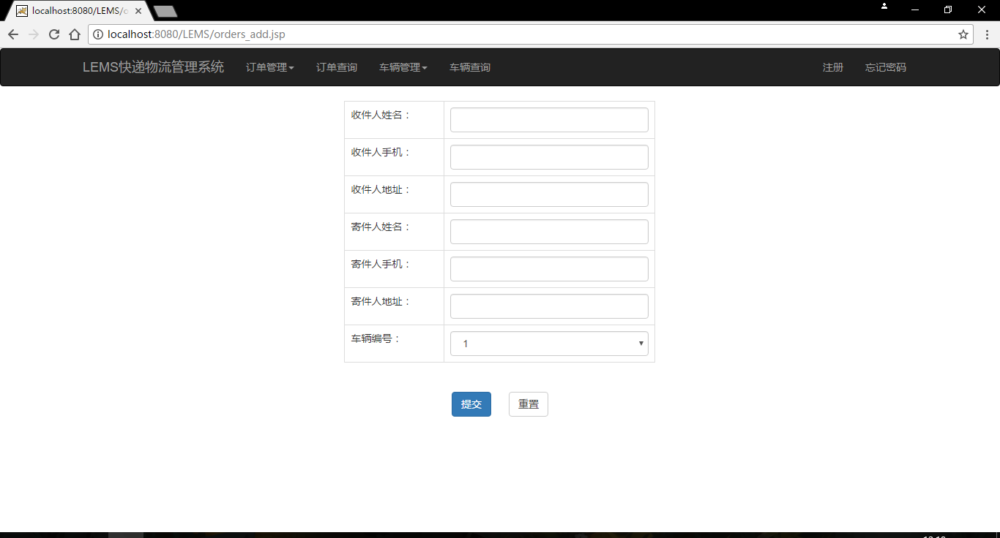 localhost:8080/LEMS/o
localhost:8080/LEMS/orders_add.jsp
LEMS快递物流管理系统 订单管理 订单查询 车辆管理 车辆查询 注册 忘记密码
收件人姓名：
收件人手机：
收件人地址：
寄件人姓名：
寄件人手机：
寄件人地址：
车辆编号： 1
提交 重置